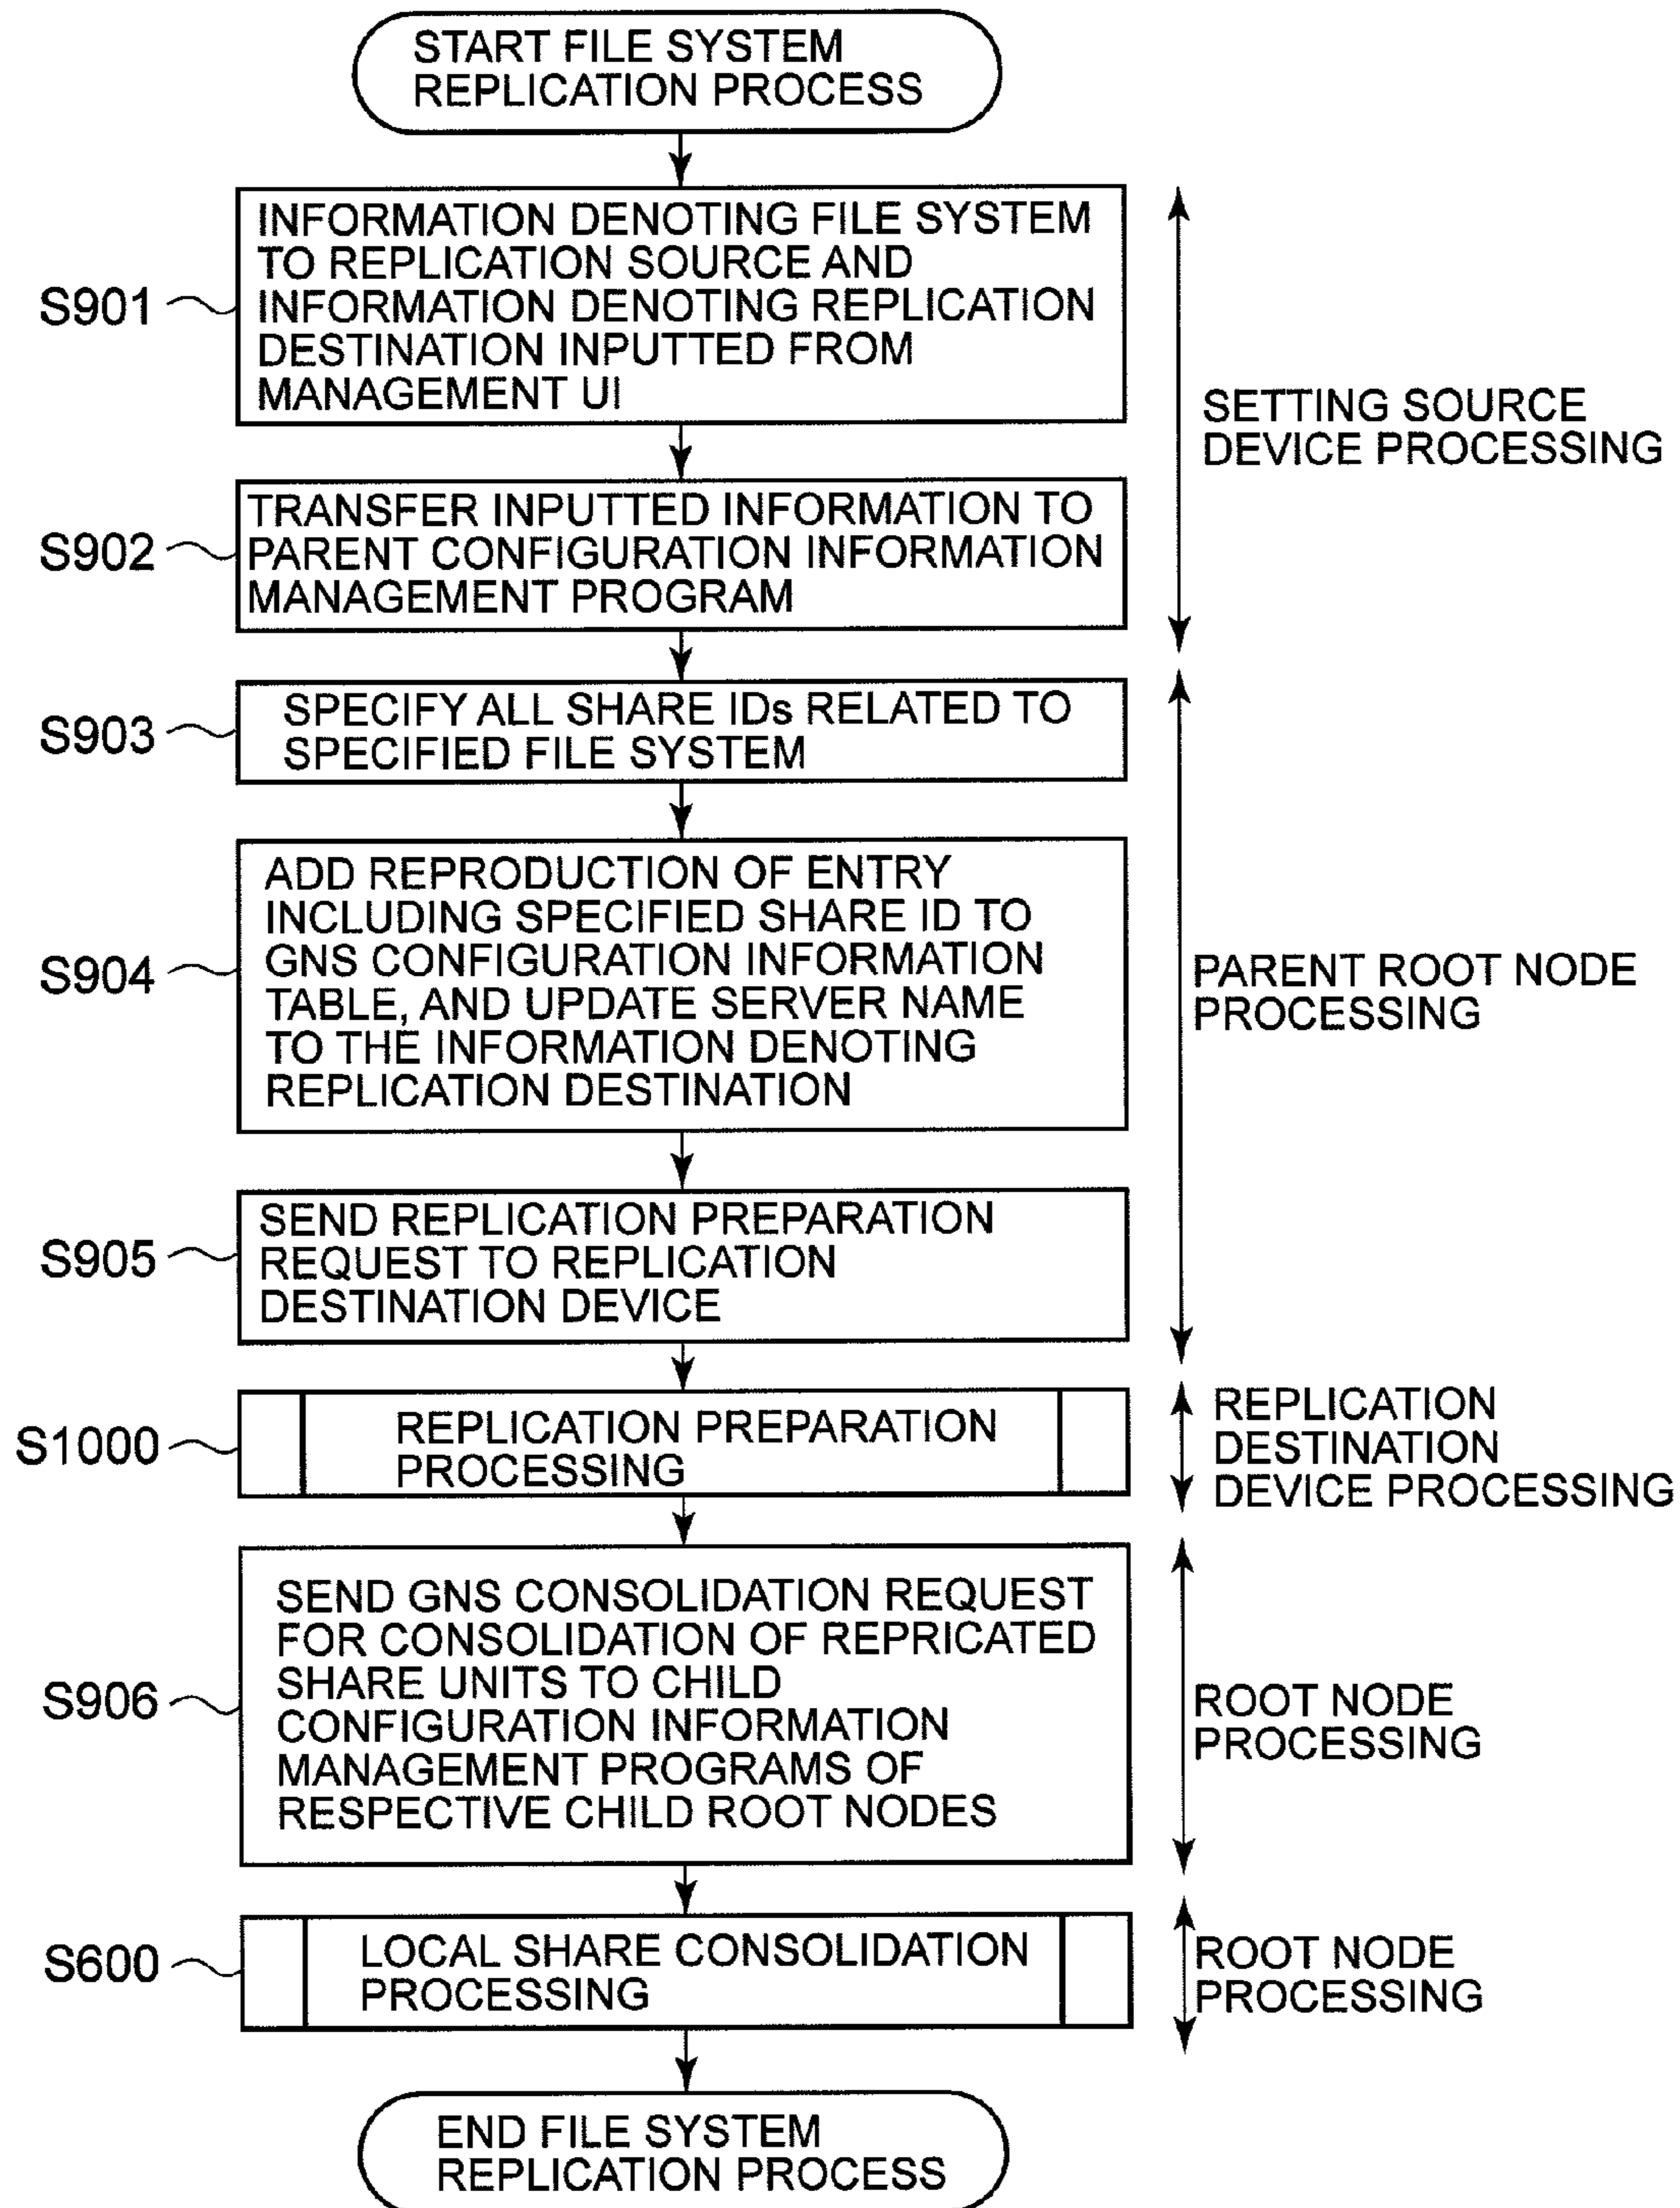 START FILE SYSTEM
REPLICATION PROCESS
S901
INFORMATION DENOTING FILE SYSTEM
TO REPLICATION SOURCE AND
INFORMATION DENOTING REPLICATION
DESTINATION INPUTTED FROM
MANAGEMENT UI
SETTING SOURCE
DEVICE PROCESSING
S902
TRANSFER INPUTTED INFORMATION TO
PARENT CONFIGURATION INFORMATION
MANAGEMENT PROGRAM
S903
SPECIFY ALL SHARE IDs RELATED TO
SPECIFIED FILE SYSTEM
S904
ADD REPRODUCTION OF ENTRY
INCLUDING SPECIFIED SHARE ID TO
GNS CONFIGURATION INFORMATION
TABLE, AND UPDATE SERVER NAME
TO THE INFORMATION DENOTING
REPLICATION DESTINATION
PARENT ROOT NODE
PROCESSING
S905
SEND REPLICATION PREPARATION
REQUEST TO REPLICATION
DESTINATION DEVICE
S1000
REPLICATION PREPARATION
PROCESSING
REPLICATION
DESTINATION
DEVICE PROCESSING
S906
SEND GNS CONSOLIDATION REQUEST
FOR CONSOLIDATION OF REPRICATED
SHARE UNITS TO CHILD
CONFIGURATION INFORMATION
MANAGEMENT PROGRAMS OF
RESPECTIVE CHILD ROOT NODES
ROOT NODE
PROCESSING
S600
LOCAL SHARE CONSOLIDATION
PROCESSING
ROOT NODE
PROCESSING
END FILE SYSTEM
REPLICATION PROCESS